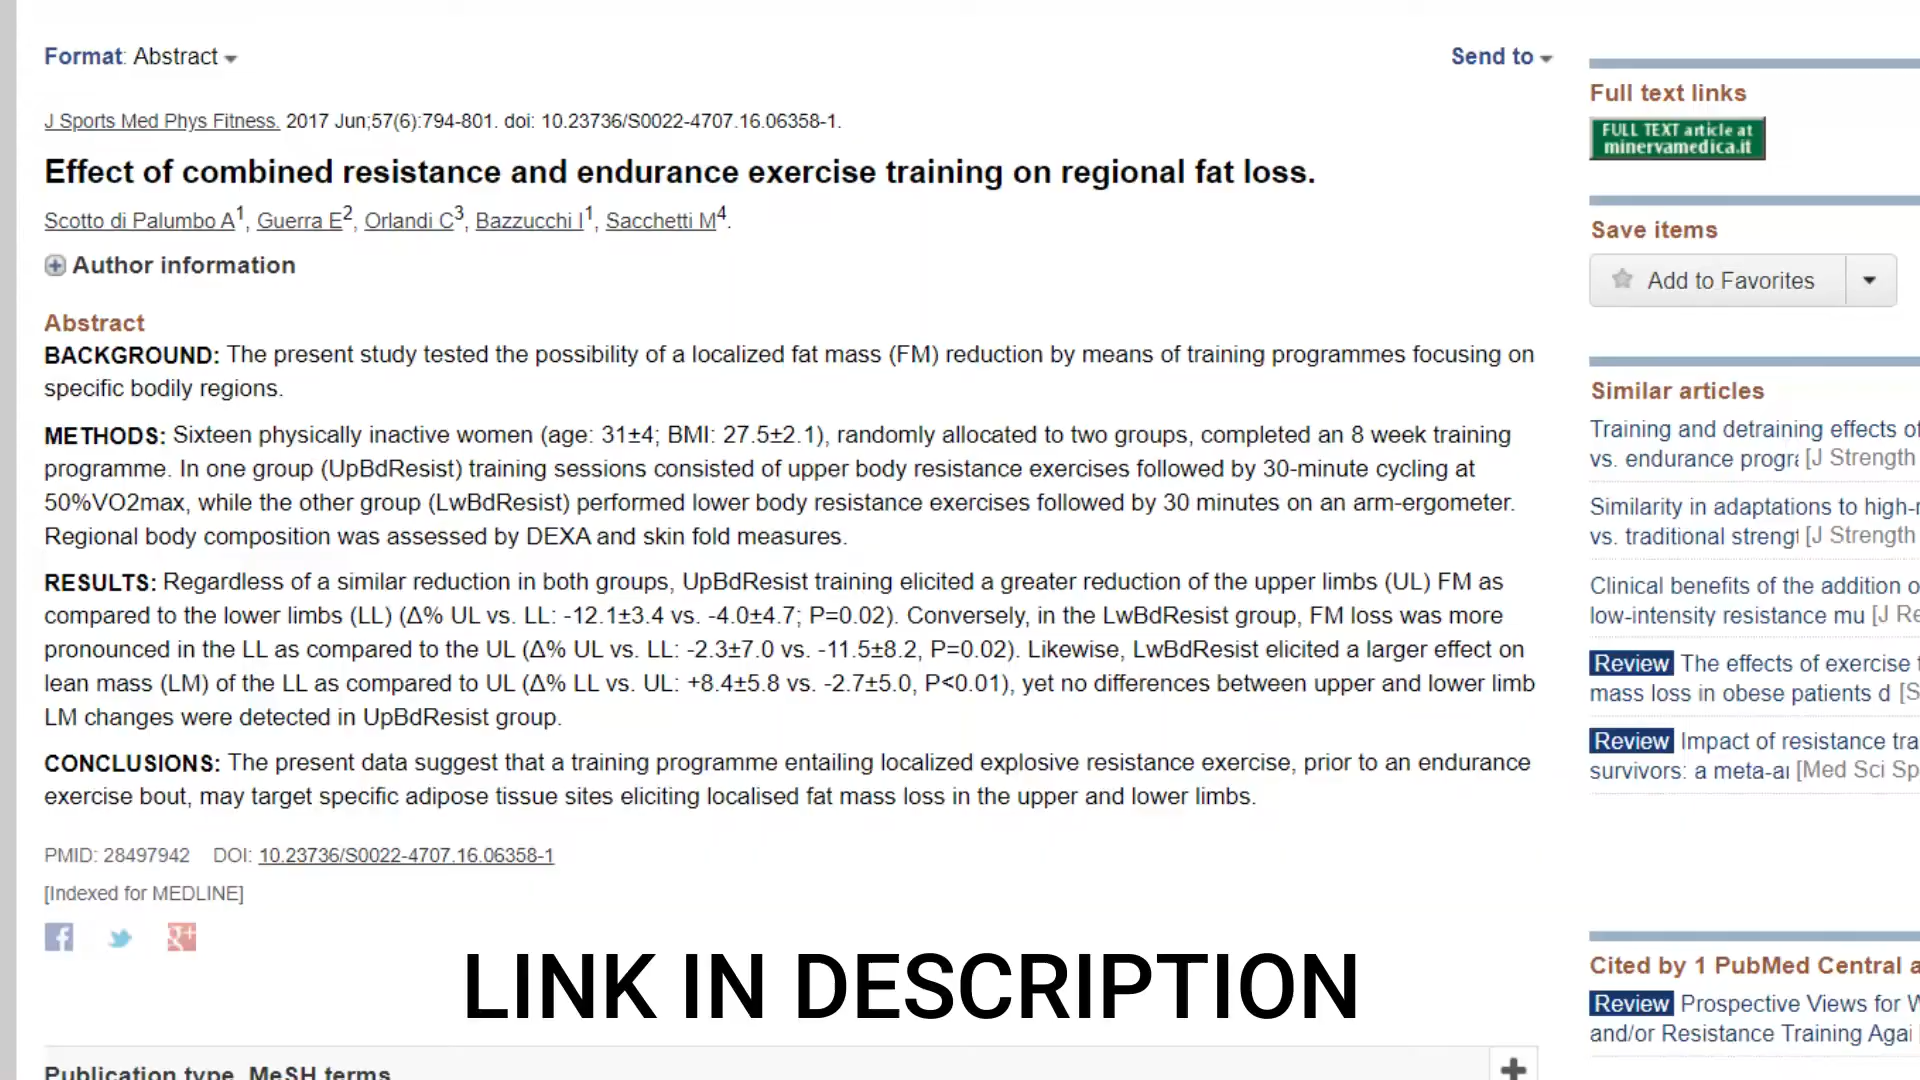 Format: Abstract
Send to
J Sports Med Phys Fitness. 2017 Jun;57(6):794-801. doi: 10.23736/S0022-4707.16.06358-1.
Effect of combined resistance and endurance exercise training on regional fat loss.
Scotto di Palumbo A1, Guerra E2, Orlandi C3, Bazzucchi I1, Sacchetti M4.
Author information
Abstract
BACKGROUND: The present study tested the possibility of a localized fat mass (FM) reduction by means of training programmes focusing on
specific bodily regions.
METHODS: Sixteen physically inactive women (age: 31±4; BMI: 27.5±2.1), randomly allocated to two groups, completed an 8 week training
programme. In one group (UpBdResist) training sessions consisted of upper body resistance exercises followed by 30-minute cycling at
50%VO2max, while the other group (LwBdResist) performed lower body resistance exercises followed by 30 minutes on an arm-ergometer.
Regional body composition was assessed by DEXA and skin fold measures.
RESULTS: Regardless of a similar reduction in both groups, UpBdResist training elicited a greater reduction of the upper limbs (UL) FM as
compared to the lower limbs (LL) (Δ% UL vs. LL: -12.1±3.4 vs. -4.0±4.7; P=0.02). Conversely, in the LwBdResist group, FM loss was more
pronounced in the LL as compared to the UL (Δ% UL vs. LL: -2.3±7.0 vs. -11.5±8.2, P=0.02). Likewise, LwBdResist elicited a larger effect on
lean mass (LM) of the LL as compared to UL (Δ% LL vs. UL: +8.4±5.8 vs. -2.7±5.0, P<0.01), yet no differences between upper and lower limb
LM changes were detected in UpBdResist group.
CONCLUSIONS: The present data suggest that a training programme entailing localized explosive resistance exercise, prior to an endurance
exercise bout, may target specific adipose tissue sites eliciting localised fat mass loss in the upper and lower limbs.
PMID: 28497942 DOI: 10.23736/S0022-4707.16.06358-1
[Indexed for MEDLINE]
LINK IN DESCRIPTION
Publication type, MeSH terms
Full text links
FULL TEXT article at
minervamedica.it
Save items
Add to Favorites
Similar articles
Training and detraining effects of
vs. endurance progra [J Strength
Similarity in adaptations to high-
vs. traditional strengt [J Strength
Clinical benefits of the addition o
low-intensity resistance mu [J Re
Review The effects of exercise
mass loss in obese patients d [S
Review Impact of resistance tra
survivors: a meta-ar [Med Sci Sp
Cited by 1 PubMed Central a
Review Prospective Views for
and/or Resistance Training Agai